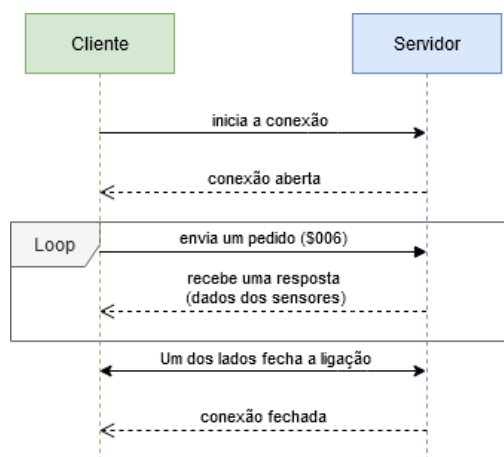 Cliente
Servidor
inicia a conexão
conexão aberta
Loop
envia um pedido ($006)
recebe uma resposta
(dados dos sensores)
Um dos lados fecha a ligação
conexão fechada